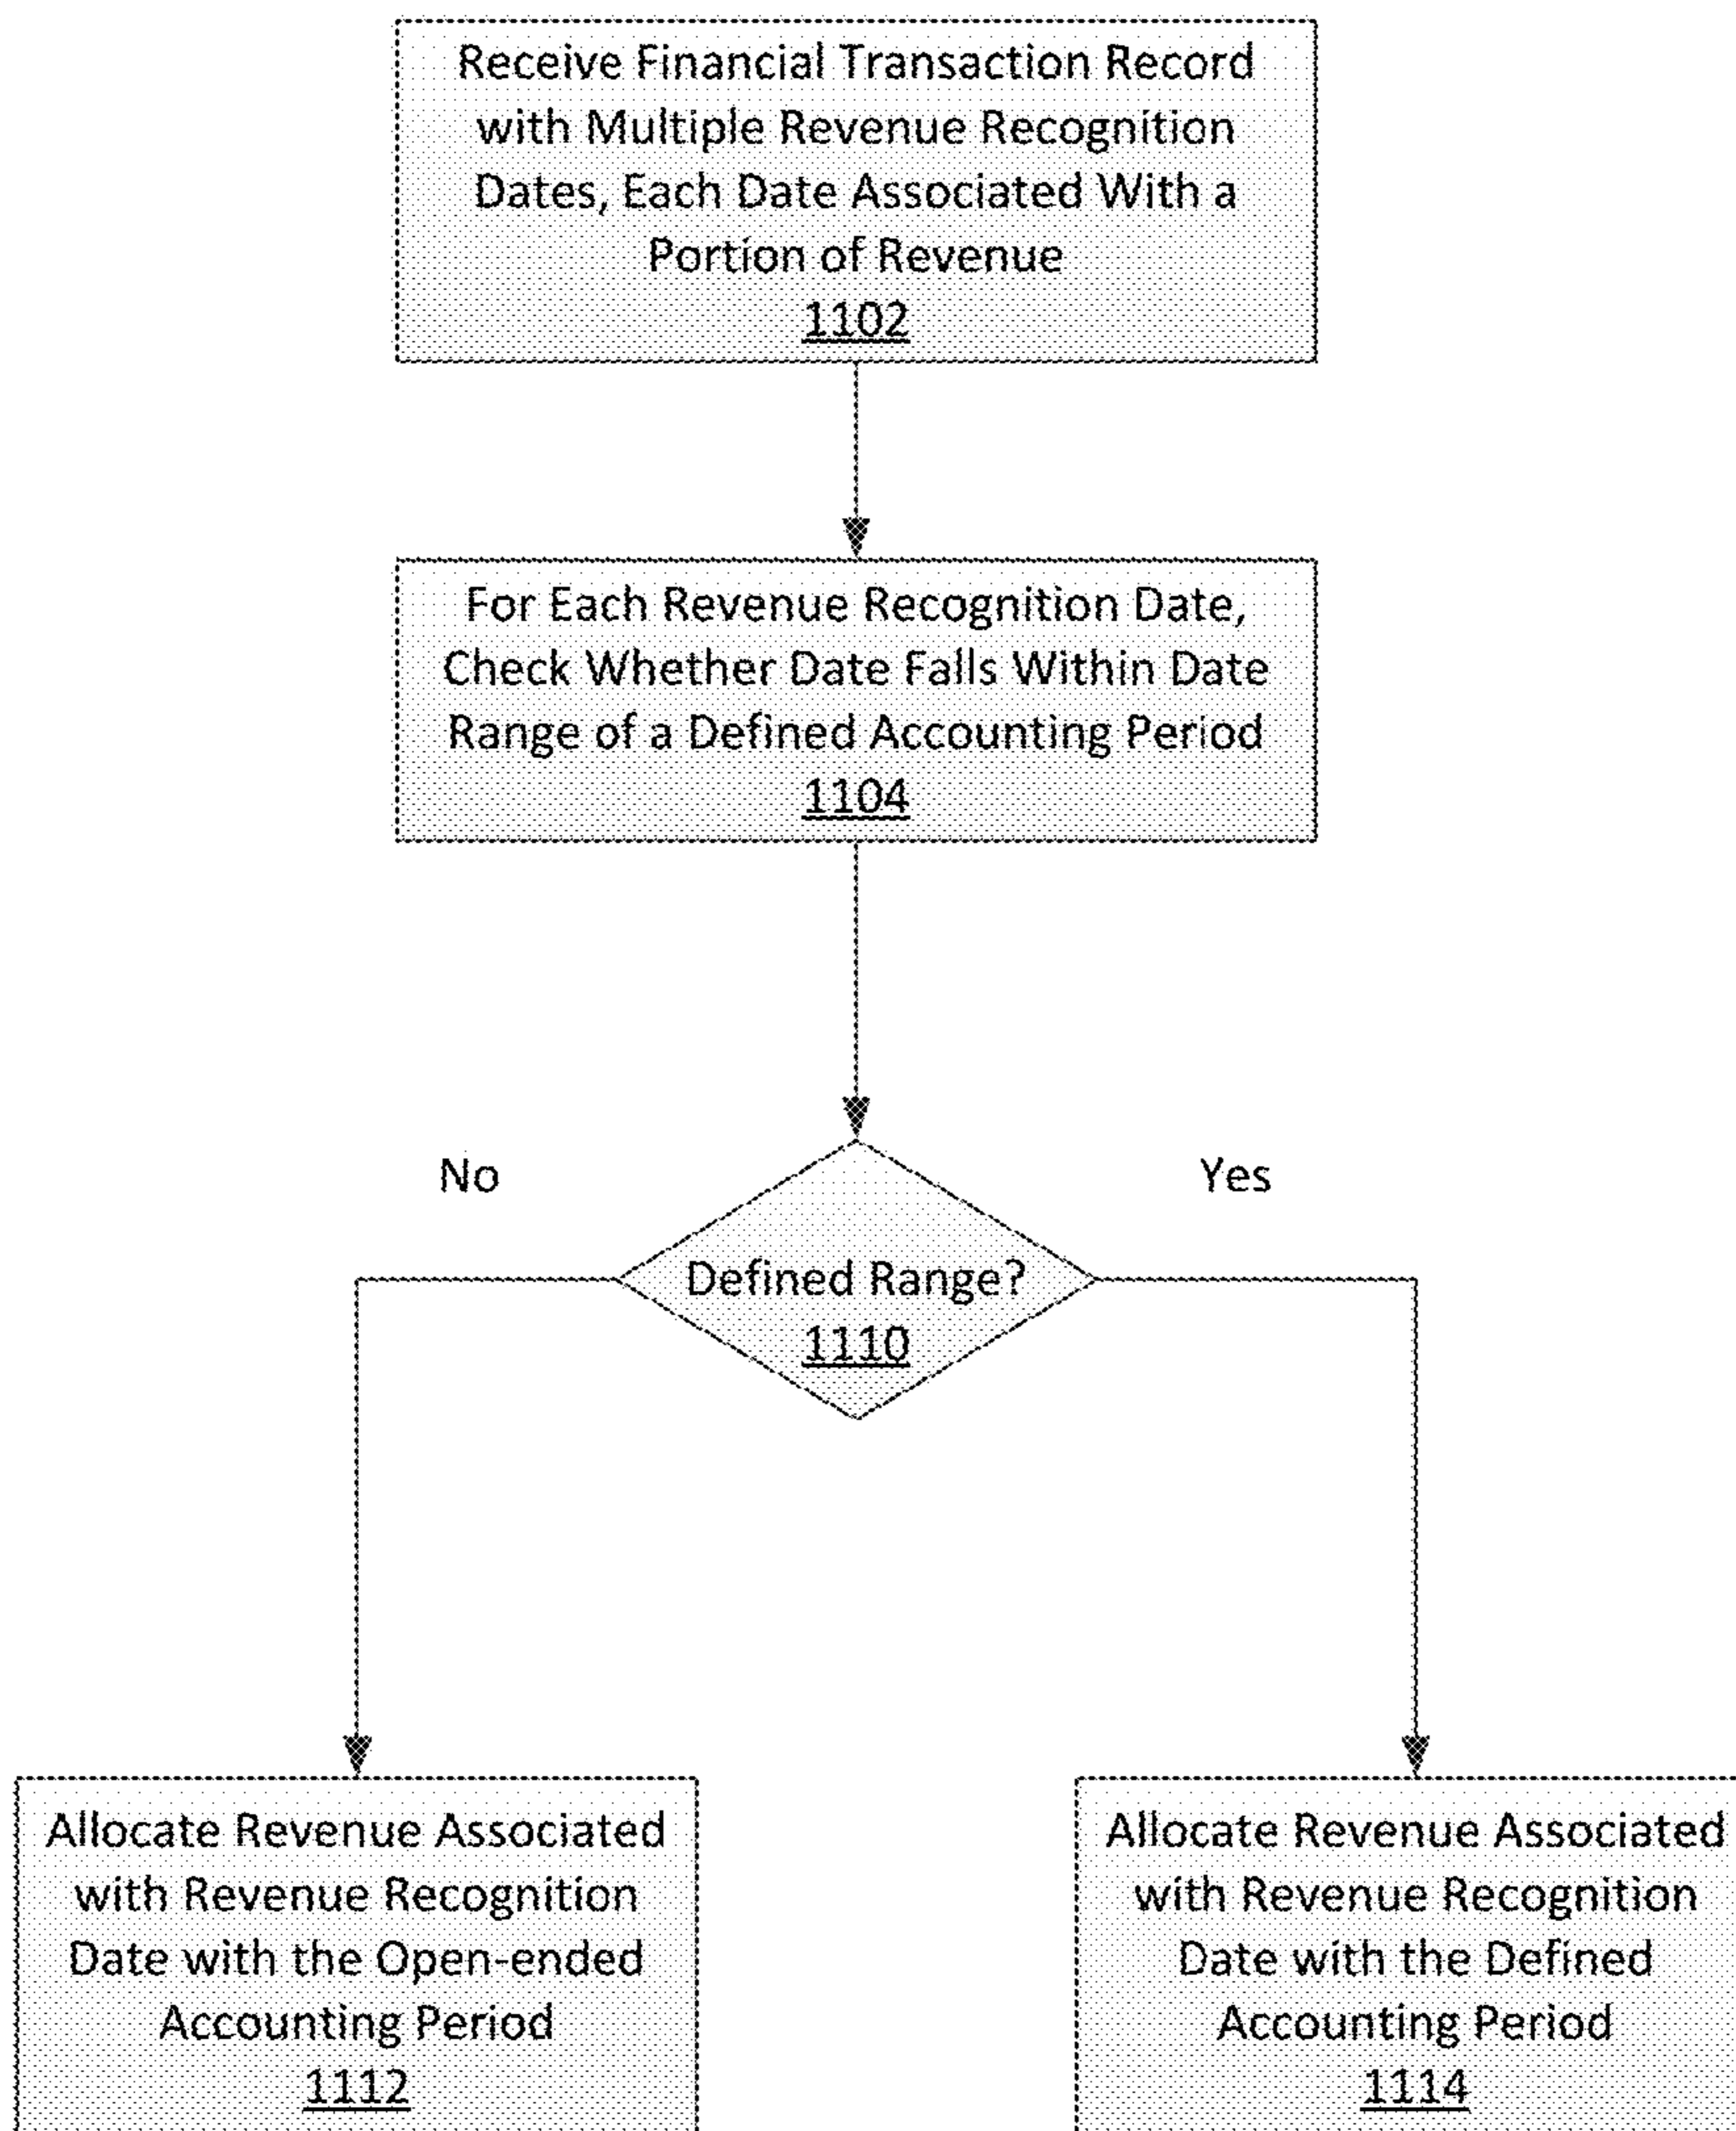 Receive Financial Transaction Record
with Multiple Revenue Recognition
Dates, Each Date Associated With a
Portion of Revenue
1102
For Each Revenue Recognition Date,
Check Whether Date Falls Within Date
Range of a Defined Accounting Period
1104
No
Yes
Defined Range?
1110
Allocate Revenue Associated
with Revenue Recognition
Date with the Open-ended
Accounting Period
1112
Allocate Revenue Associated
with Revenue Recognition
Date with the Defined
Accounting Period
1114